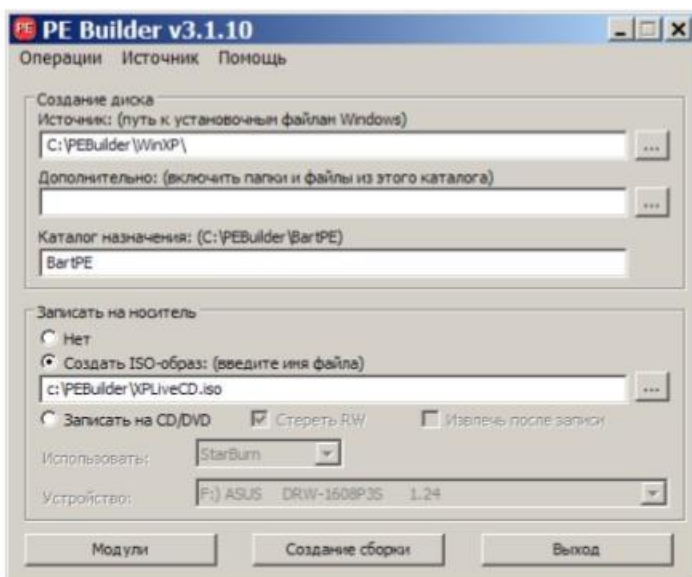 PE PE Builder v3.1.10
Операции Источник Помощь
Создание диска
Источник: (путь к установочным файлам Windows)
C:\PEBuilder\WinXP\
...
Дополнительно: (включить папки и файлы из этого каталога)
...
Каталог назначения: (C:\PEBuilder\BartPE)
BartPE
Записать на носитель
Нет
Создать ISO-образ: (введите имя файла)
c:\PEBuilder\XPLiveCD.iso
...
Записать на CD/DVD Стереть RW Извлечь после записи
Использовать: StarBurn
Устройство: F:) ASUS DRW-1608P3S 1.24
Модули Создание сборки Выход